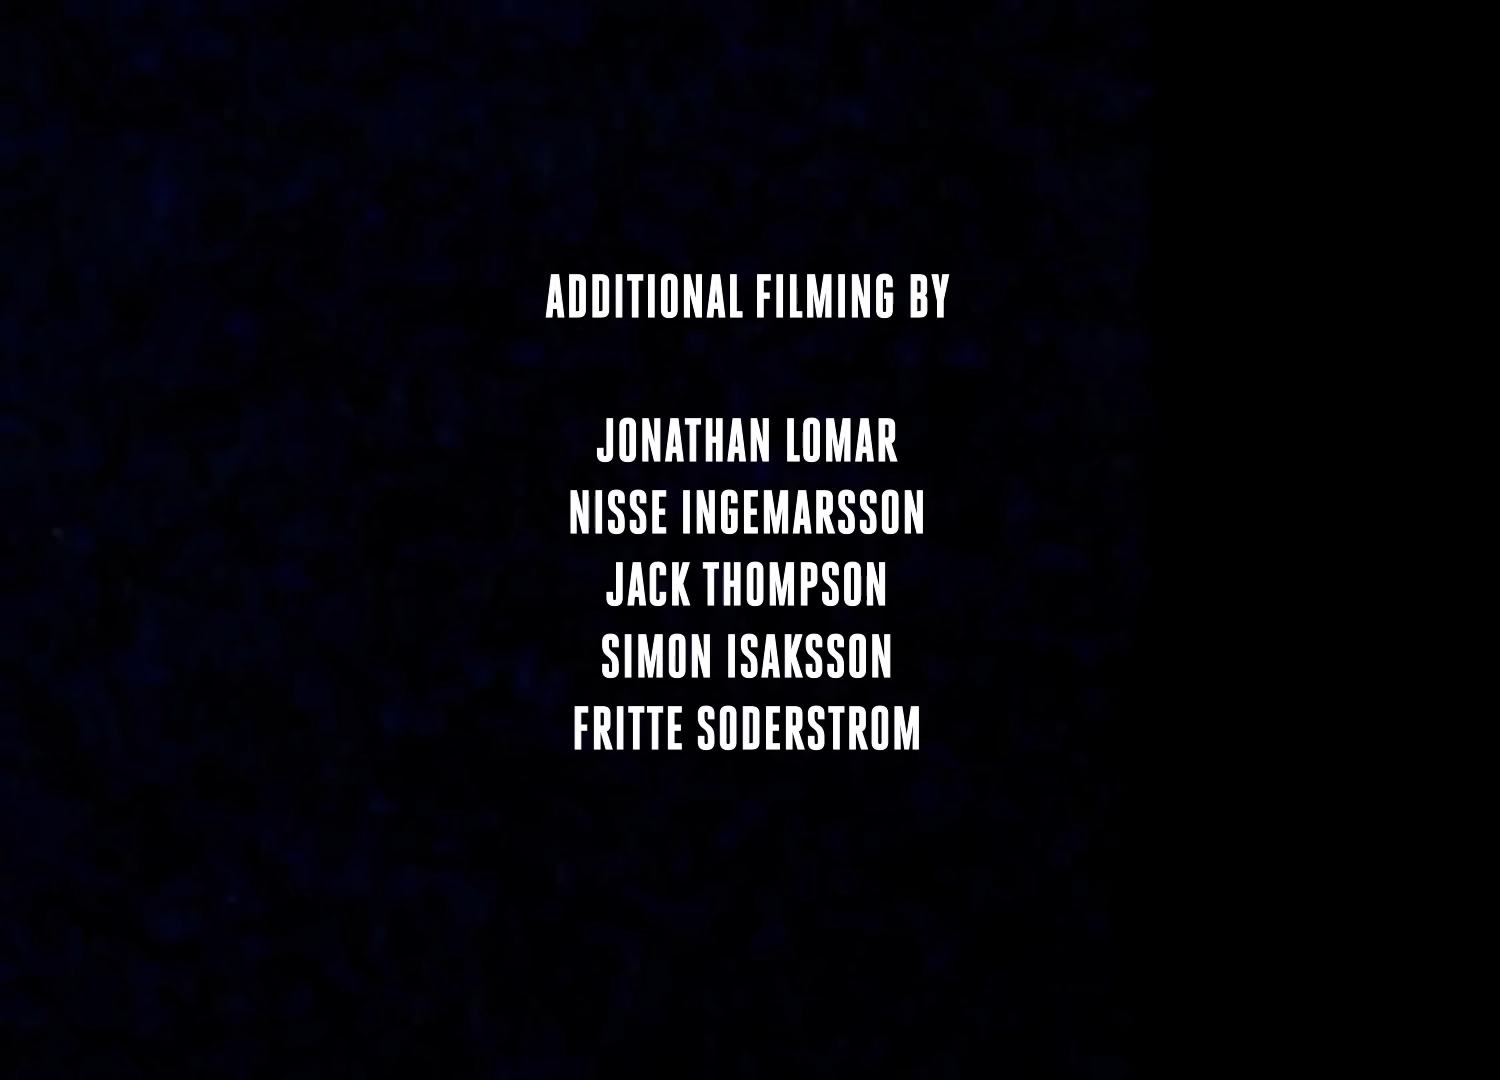 ADDITIONAL FILMING BY
JONATHAN LOMAR
NISSE INGEMARSSON
JACK THOMPSON
SIMON ISAKSSON
FRITTE SODERSTROM